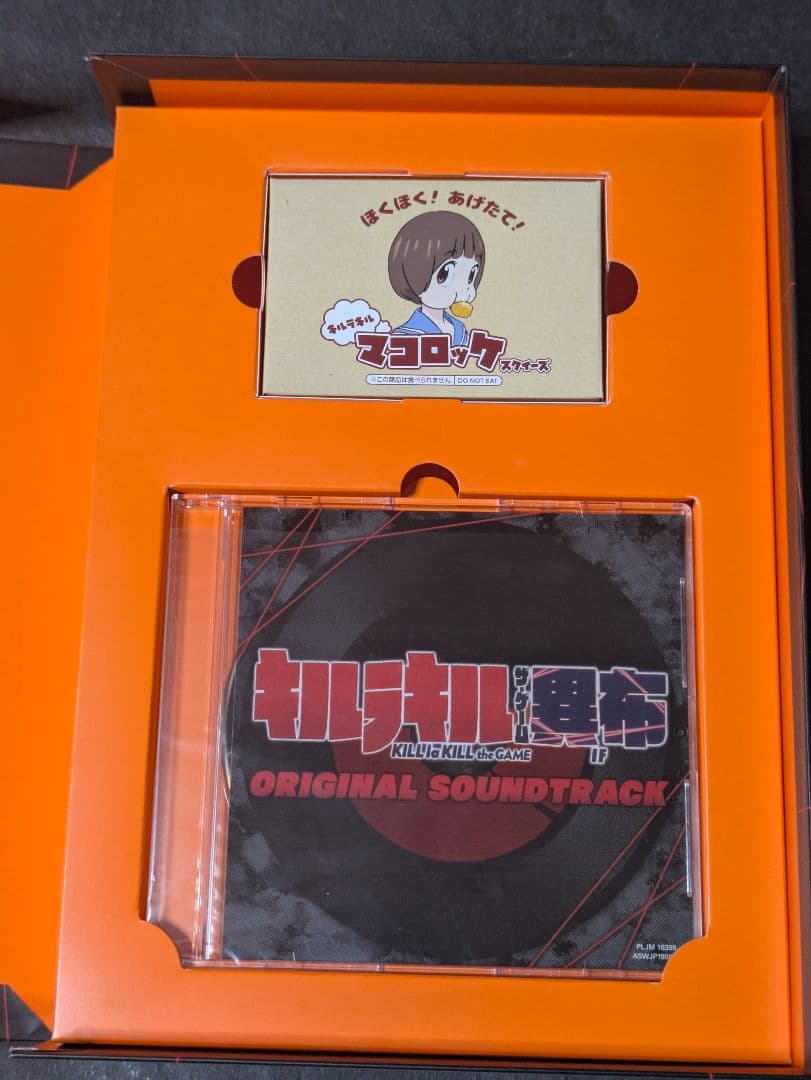 ほくほく！あげたて！
キルラキル
マコロッケ
スクイーズ
※この商品は食べられません DO NOT EAT
キルラキル ザ・ゲーム 異布
KILL la KILL the GAME IF
ORIGINAL SOUNDTRACK
PLJM 16399